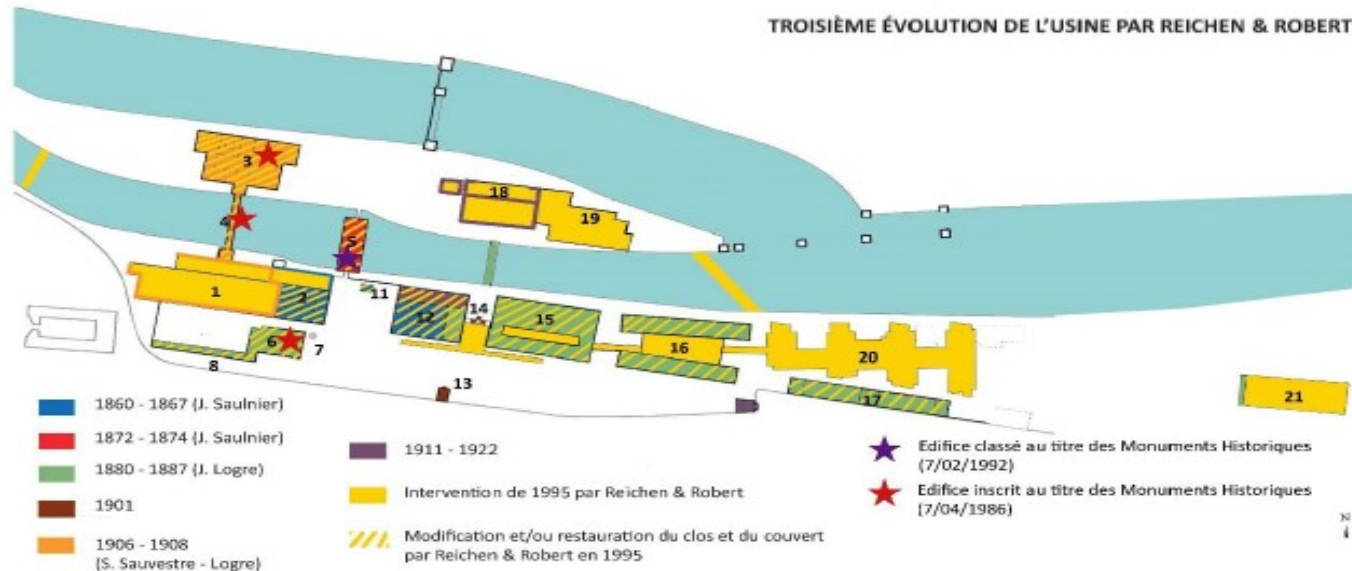 TROISIÈME ÉVOLUTION DE L'USINE PAR REICHEN & ROBERT
3
18
19
4
5
1
2
11
12
14
15
16
20
6
7
8
13
17
21
1860 - 1867 (J. Saulnier)
1872 - 1874 (J. Saulnier)
1880 - 1887 (J. Logre)
1901
1906 - 1908
(S. Sauvestre - Logre)
1911 - 1922
Intervention de 1995 par Reichen & Robert
Modification et/ou restauration du clos et du couvert
par Reichen & Robert en 1995
Edifice classé au titre des Monuments Historiques
(7/02/1992)
Edifice inscrit au titre des Monuments Historiques
(7/04/1986)
N